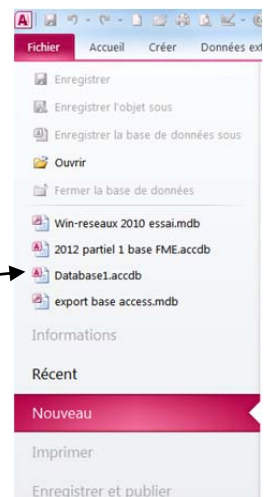 A
Fichier Accueil Créer Données ext
Enregistrer
Enregistrer l'objet sous
Enregistrer la base de données sous
Ouvrir
Fermer la base de données
Win-reseaux 2010 essai.mdb
2012 partiel 1 base FME.accdb
Database1.accdb
export base access.mdb
Informations
Récent
Nouveau
Imprimer
Enregistrer et publier